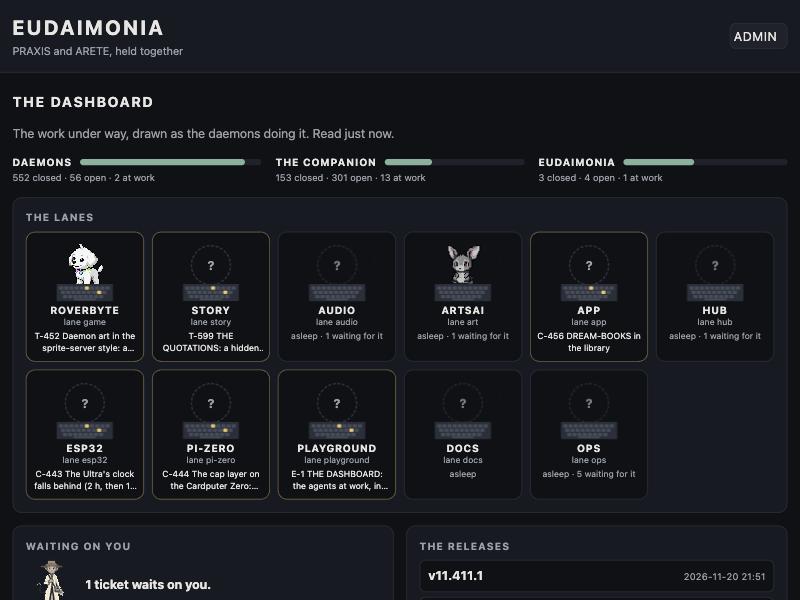 EUDAIMONIA
PRAXIS and ARETE, held together
ADMIN
THE DASHBOARD
The work under way, drawn as the daemons doing it. Read just now.
DAEMONS
552 closed · 56 open · 2 at work
THE COMPANION
153 closed · 301 open · 13 at work
EUDAIMONIA
3 closed · 4 open · 1 at work
THE LANES
ROVERBYTE
lane game
T-452 Daemon art in the
sprite-server style: a...
?
STORY
lane story
T-599 THE
QUOTATIONS: a hidden..
?
AUDIO
lane audio
asleep · 1 waiting for it
ARTSAI
lane art
asleep · 1 waiting for it
?
APP
lane app
C-456 DREAM-BOOKS in
the library
?
HUB
lane hub
asleep · 1 waiting for it
?
ESP32
lane esp32
C-443 The Ultra's clock
falls behind (2 h, then 1...
?
PI-ZERO
lane pi-zero
C-444 The cap layer on
the Cardputer Zero:...
?
PLAYGROUND
lane playground
E-1 THE DASHBOARD:
the agents at work, in...
?
DOCS
lane docs
asleep
?
OPS
lane ops
asleep · 5 waiting for it
WAITING ON YOU
1 ticket waits on you.
THE RELEASES
v11.411.1
2026-11-20 21:51